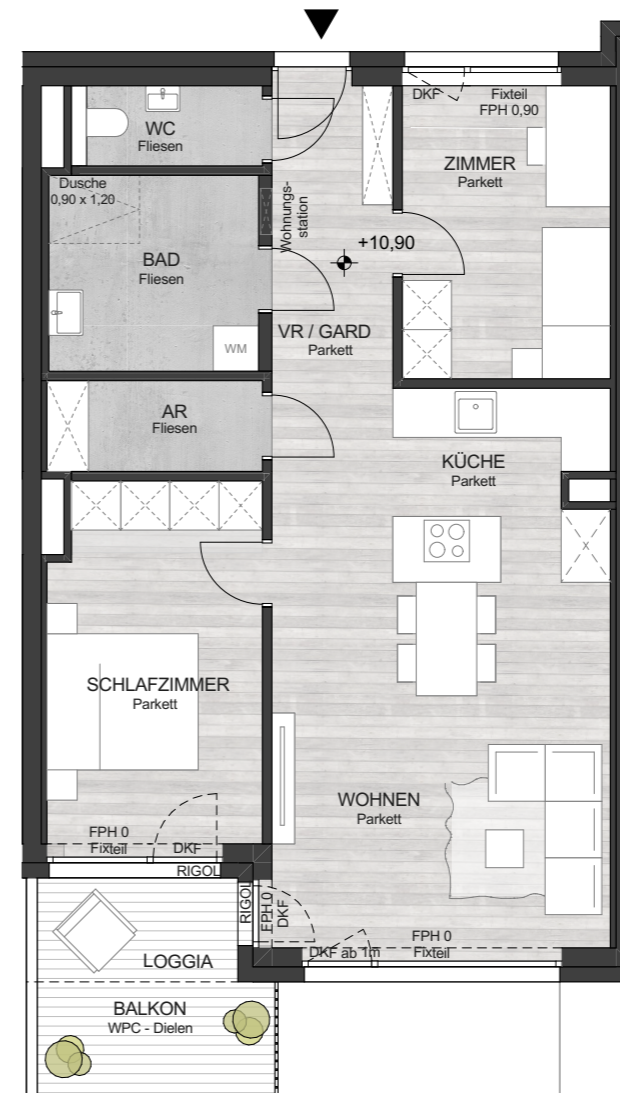 WC
Fliesen
DKF
Fixteil
FPH 0,90
ZIMMER
Parkett
Dusche
0,90 x 1,20
Wohnungs-
station
BAD
Fliesen
+10,90
WM
VR / GARD
Parkett
AR
Fliesen
KÜCHE
Parkett
SCHLAFZIMMER
Parkett
WOHNEN
Parkett
FPH 0
Fixteil
DKF
RIGOL
RIGOL
FPH 0
DKF
FPH 0
DKF ab 1m
Fixteil
LOGGIA
BALKON
WPC - Dielen